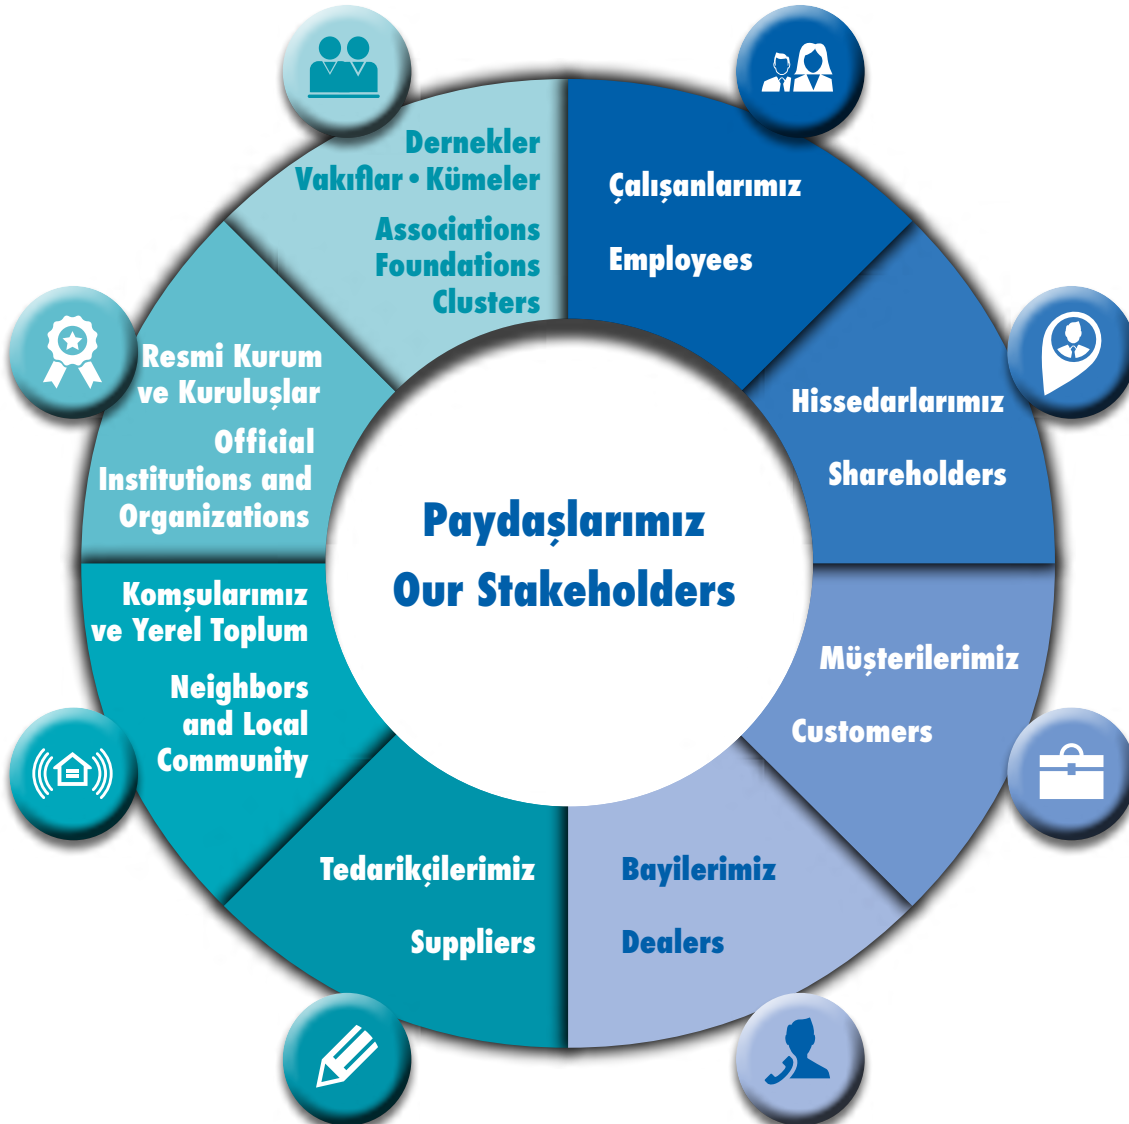 Dernekler
Vakıflar • Kümeler
Associations
Foundations
Clusters
Çalışanlarımız
Employees
Hissedarlarımız
Shareholders
Müşterilerimiz
Customers
Bayilerimiz
Dealers
Tedarikçilerimiz
Suppliers
Komşularımız
ve Yerel Toplum
Neighbors
and Local
Community
Resmi Kurum
ve Kuruluşlar
Official
Institutions and
Organizations
Paydaşlarımız
Our Stakeholders